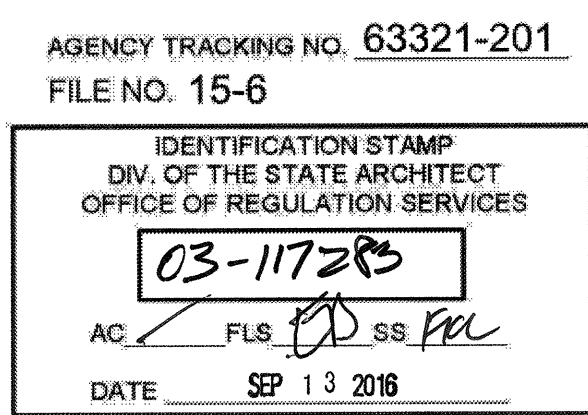 AGENCY TRACKING NO. 63321-201
FILE NO. 15-6
IDENTIFICATION STAMP
DIV. OF THE STATE ARCHITECT
OFFICE OF REGULATION SERVICES
03-117283
AC FLS SS
DATE SEP 13 2016